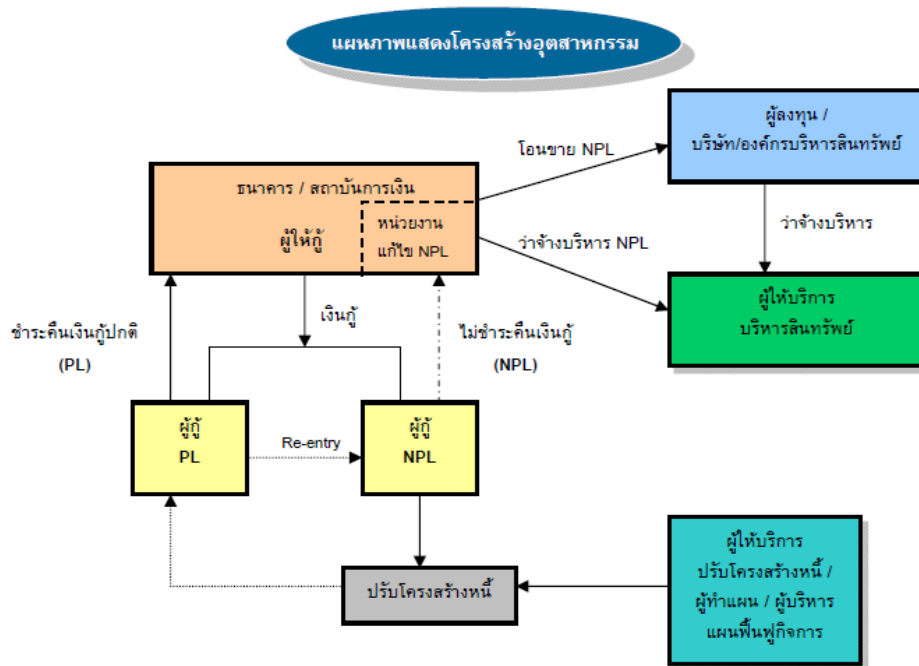 แผนภาพแสดงโครงสร้างอุตสาหกรรม
ผู้ลงทุน /
บริษัท/องค์กรบริหารสินทรัพย์
โอนขาย NPL
ธนาคาร / สถาบันการเงิน
ผู้ให้กู้
หน่วยงาน
แก้ไข NPL
ว่าจ้างบริหาร NPL
ว่าจ้างบริหาร
ผู้ให้บริการ
บริหารสินทรัพย์
ชำระคืนเงินกู้ปกติ
(PL)
เงินกู้
ไม่ชำระคืนเงินกู้
(NPL)
ผู้กู้
PL
Re-entry
ผู้กู้
NPL
ปรับโครงสร้างหนี้
ผู้ให้บริการ
ปรับโครงสร้างหนี้ /
ผู้ทำแผน / ผู้บริหาร
แผนฟื้นฟูกิจการ